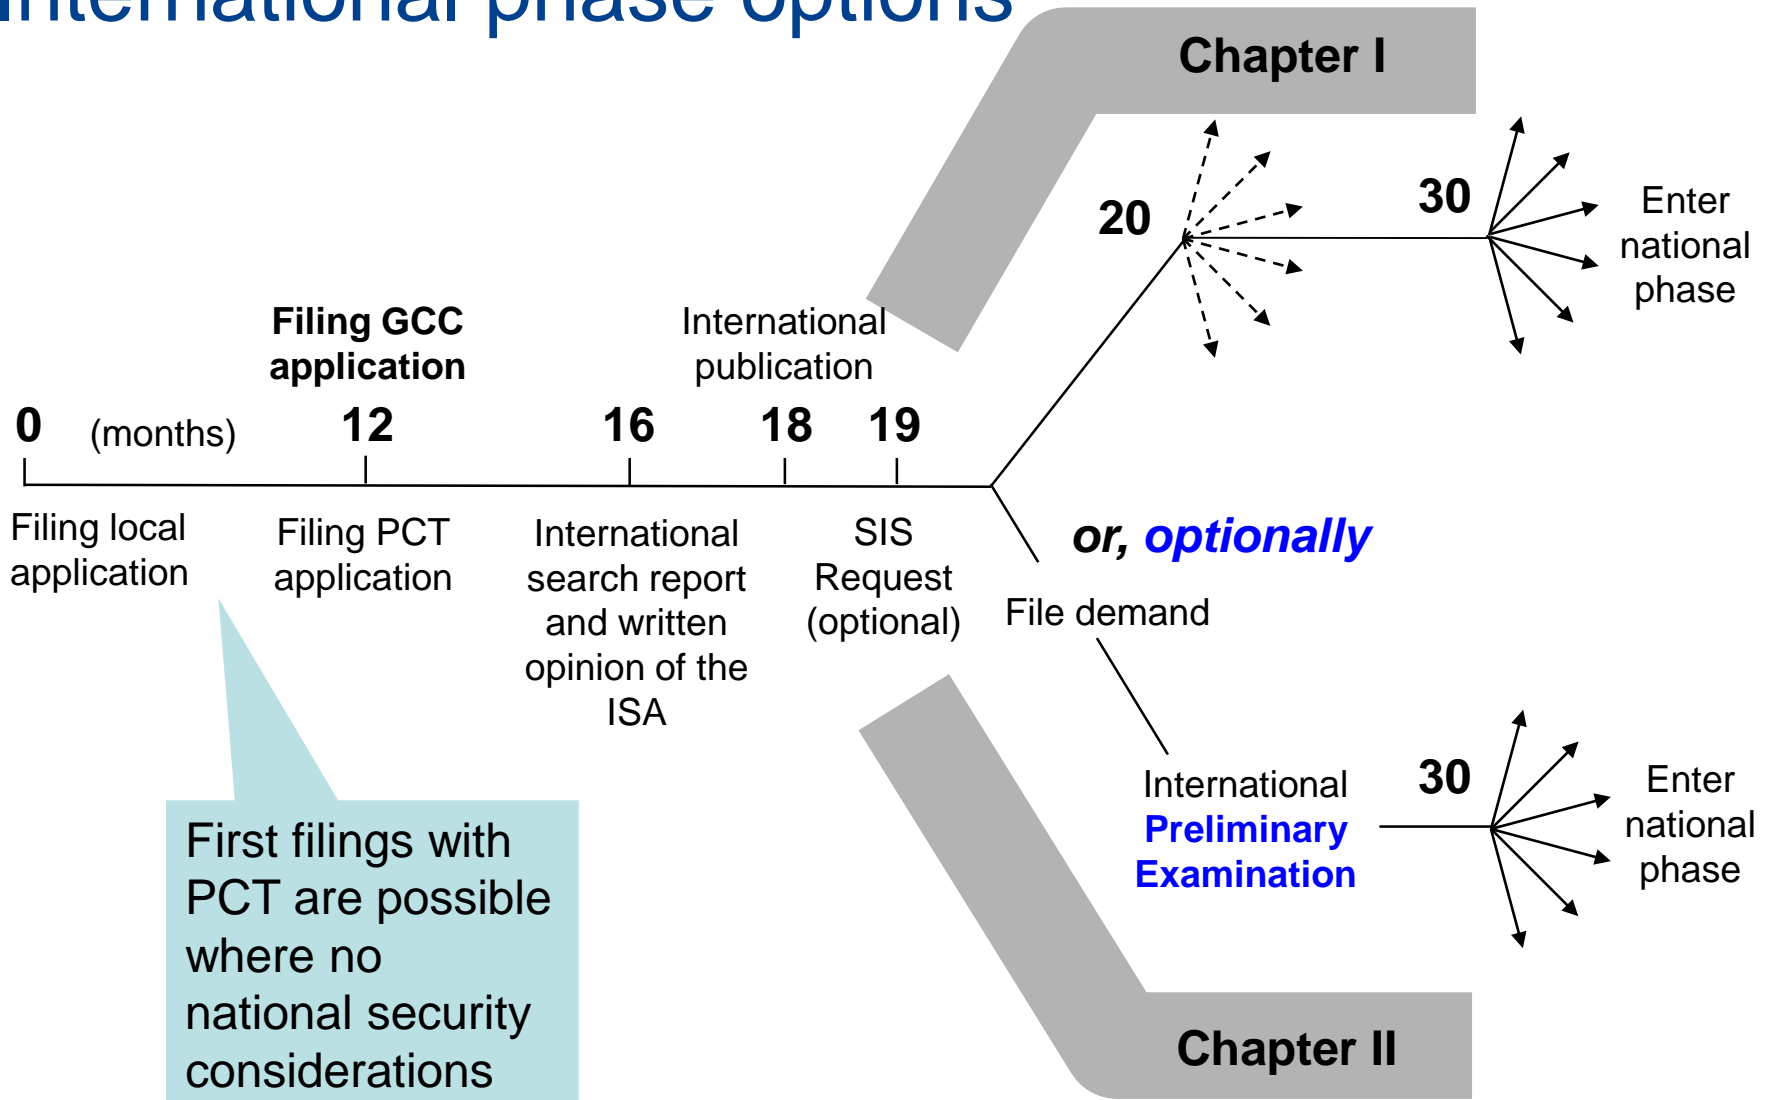 International phase options
Chapter I
20
30
Enter
national
phase
Filing GCC
application
International
publication
0 (months) 12 16 18 19
Filing local
application
Filing PCT
application
International
search report
and written
opinion of the
ISA
SIS
Request
(optional)
or, optionally
File demand
International
Preliminary
Examination
30
Enter
national
phase
First filings with
PCT are possible
where no
national security
considerations
Chapter II